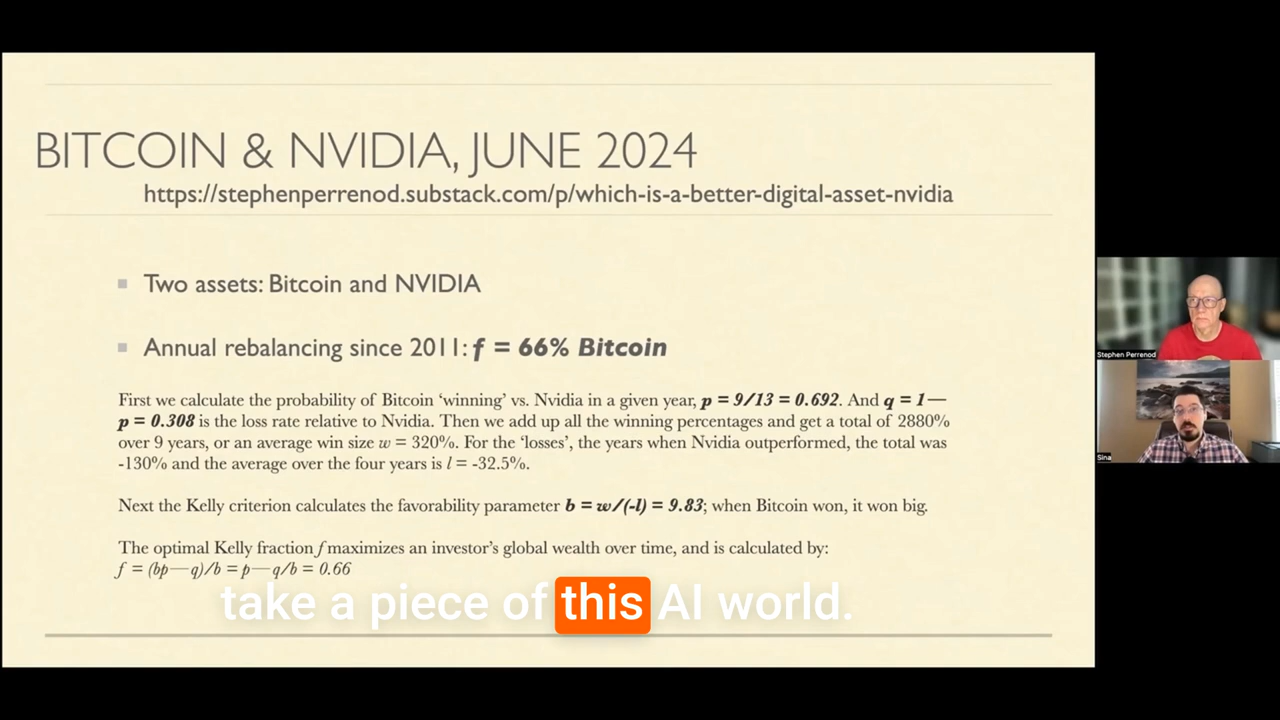 BITCOIN & NVIDIA, JUNE 2024
https://stephenperrenod.substack.com/p/which-is-a-better-digital-asset-nvidia
Two assets: Bitcoin and NVIDIA
Annual rebalancing since 2011: f = 66% Bitcoin
First we calculate the probability of Bitcoin ‘winning’ vs. Nvidia in a given year, p = 9/13 = 0.692. And q = 1—
p = 0.308 is the loss rate relative to Nvidia. Then we add up all the winning percentages and get a total of 2880%
over 9 years, or an average win size w = 320%. For the ‘losses’, the years when Nvidia outperformed, the total was
-130% and the average over the four years is l = -32.5%.
Next the Kelly criterion calculates the favorability parameter b = w/(-l) = 9.83; when Bitcoin won, it won big.
The optimal Kelly fraction f maximizes an investor’s global wealth over time, and is calculated by:
f = (bp—q)/b = p—q/b = 0.66
take a piece of this AI world.
Stephen Perrenod
Sina